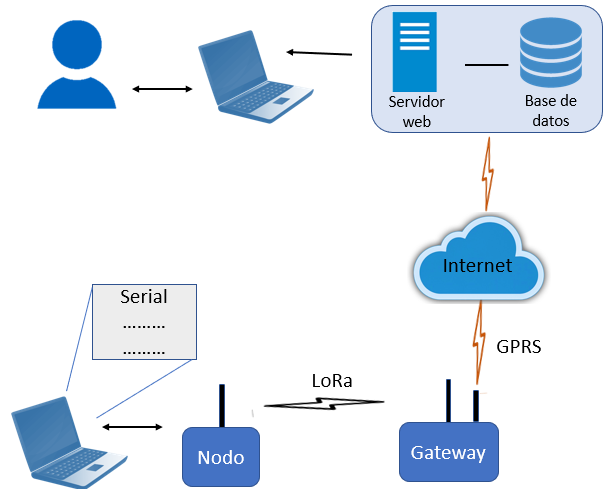 Servidor
web
Base de
datos
Internet
GPRS
Serial
………
………
LoRa
Nodo
Gateway